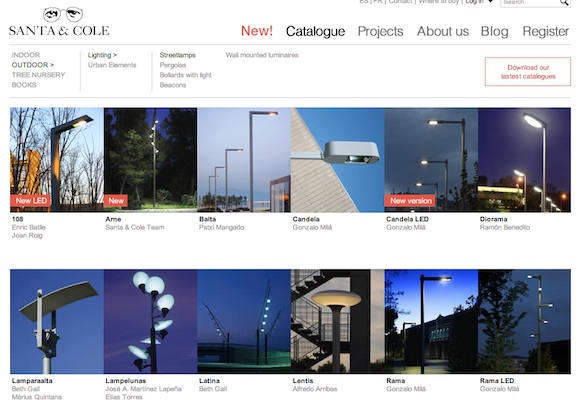 ES | FR | Contact | Where to buy | Log in
Search
SANTA & COLE
New! Catalogue Projects About us Blog Register
INDOOR
OUTDOOR >
TREE NURSERY
BOOKS
Lighting >
Urban Elements
Streetlamps
Pergolas
Bollards with light
Beacons
Wall mounted luminaires
Download our
lastest catalogues
New LED
New version
108
Enric Batlle
Joan Roig
Arne
Santa & Cole Team
Balta
Patxi Mangado
Candela
Gonzalo Milá
Candela LED
Gonzalo Milá
Diorama
Ramón Benedito
Lamparaalta
Beth Galí
Màrius Quintana
Lampelunas
José A. Martínez Lapeña
Elías Torres
Latina
Beth Galí
Lentis
Alfredo Arribas
Rama
Gonzalo Milá
Rama LED
Gonzalo Milá